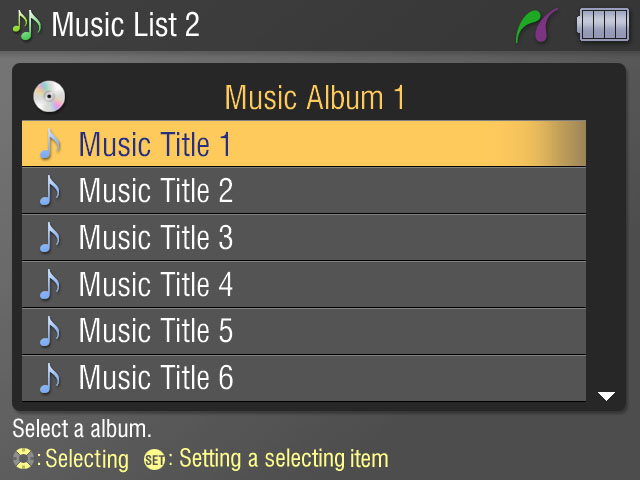 Music List 2
Music Album 1
Music Title 1
Music Title 2
Music Title 3
Music Title 4
Music Title 5
Music Title 6
Select a album.
: Selecting SET : Setting a selecting item